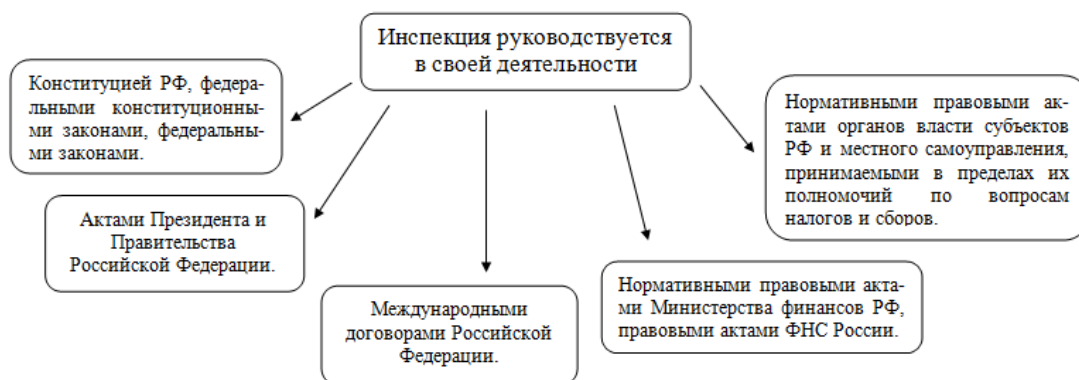 Инспекция руководствуется
в своей деятельности
Конституцией РФ, федера-
льными конституционны-
ми законами, федеральны-
ми законами.
Актами Президента и
Правительства
Российской Федерации.
Международными
договорами Российской
Федерации.
Нормативными правовыми акта-
ми Министерства финансов РФ,
правовыми актами ФНС России.
Нормативными правовыми ак-
тами органов власти субъектов
РФ и местного самоуправления,
принимаемыми в пределах их
полномочий по вопросам
налогов и сборов.